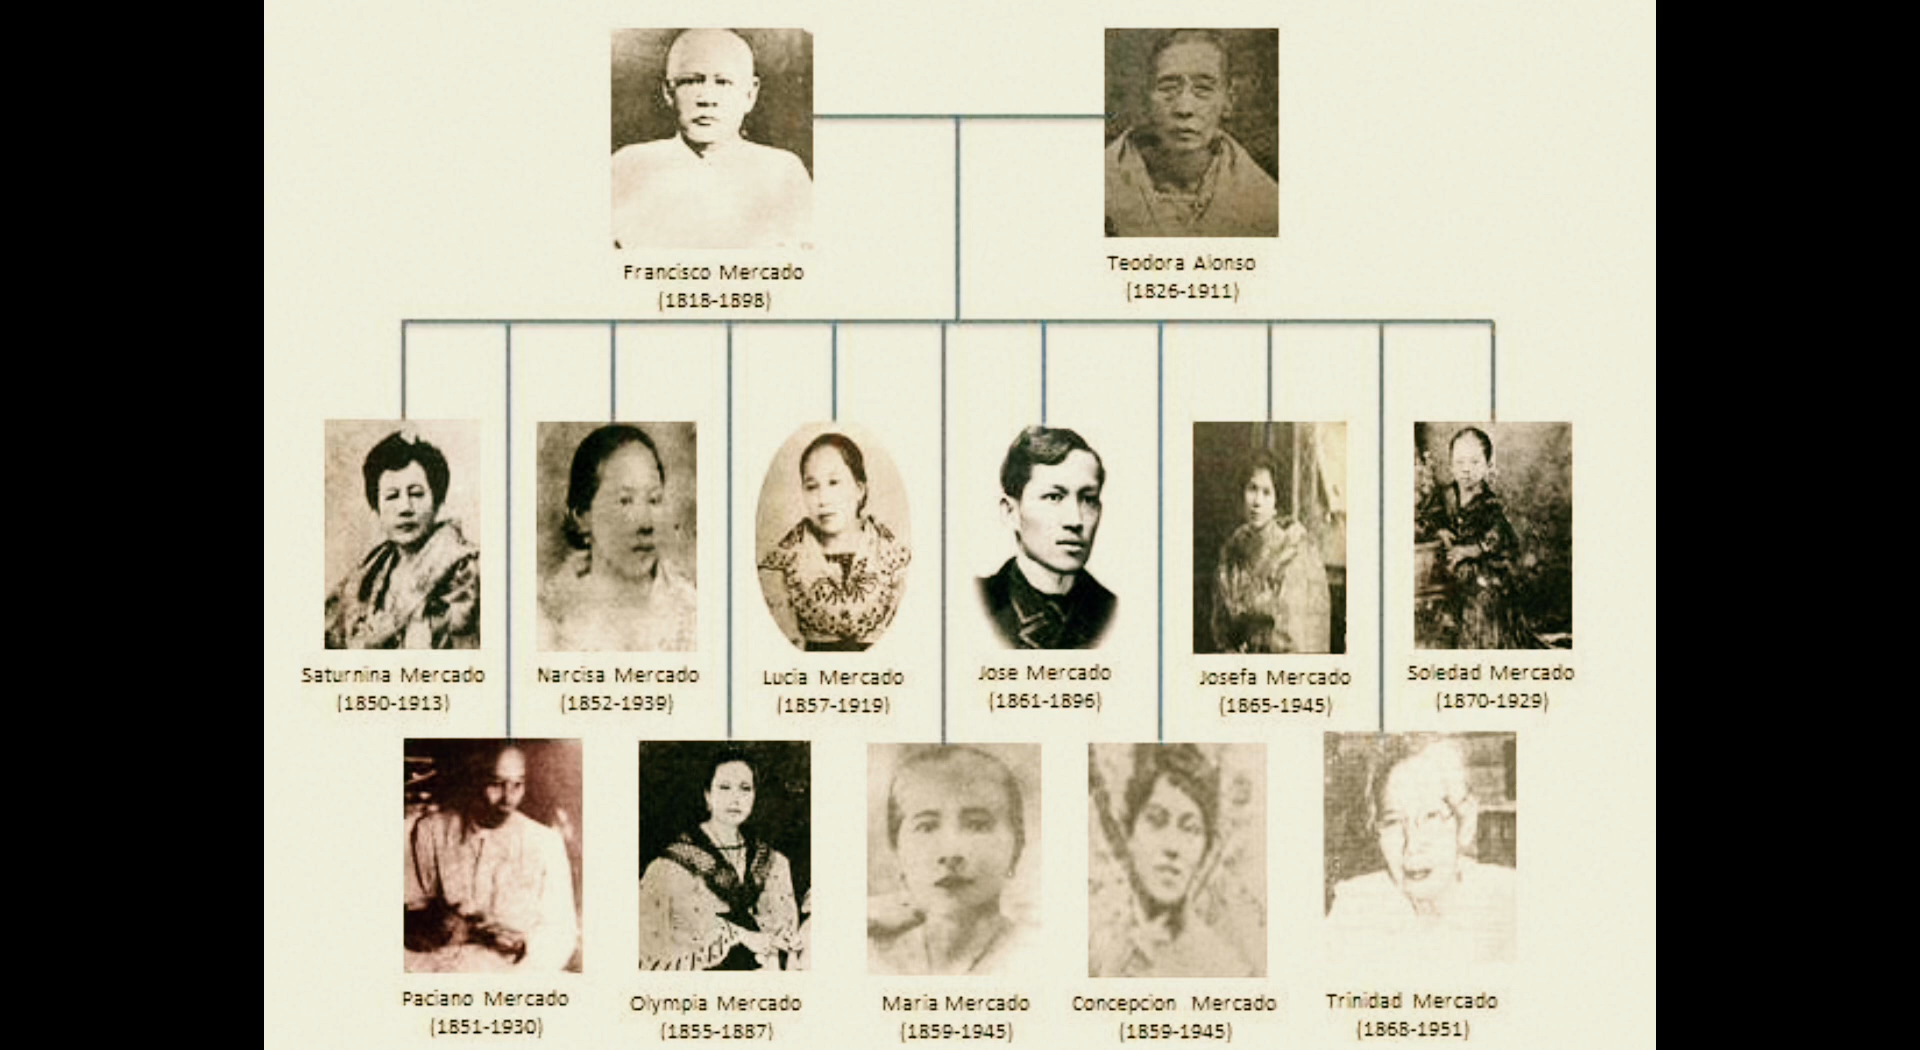 Francisco Mercado
(1818-1898)
Teodora Alonso
(1826-1911)
Saturnina Mercado
(1850-1913)
Narcisa Mercado
(1852-1939)
Lucia Mercado
(1857-1919)
Jose Mercado
(1861-1896)
Josefa Mercado
(1865-1945)
Soledad Mercado
(1870-1929)
Paciano Mercado
(1851-1930)
Olympia Mercado
(1855-1887)
Maria Mercado
(1859-1945)
Concepcion Mercado
(1859-1945)
Trinidad Mercado
(1868-1951)